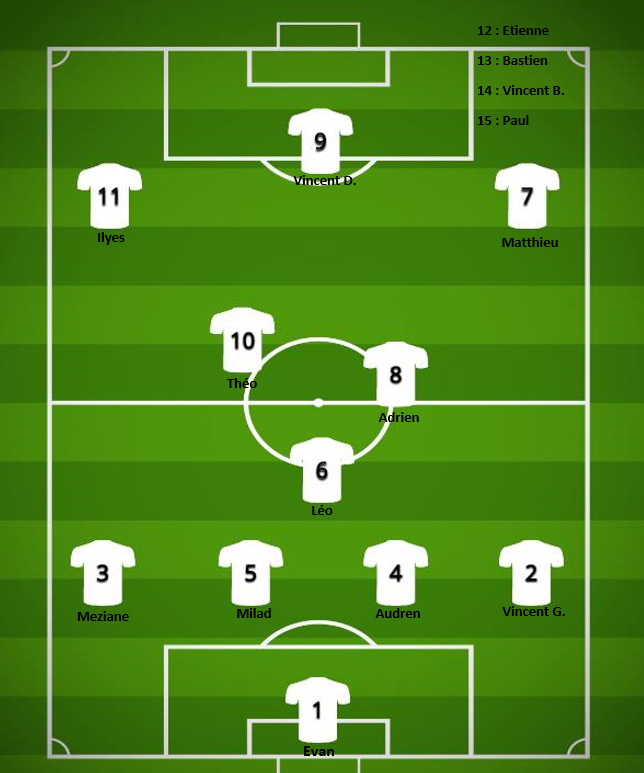 12 : Etienne
13 : Bastien
14 : Vincent B.
15 : Paul
9
Vincent D.
11
Ilyes
7
Matthieu
10
Théo
8
Adrien
6
Léo
3
Meziane
5
Milad
4
Audren
2
Vincent G.
1
Evan